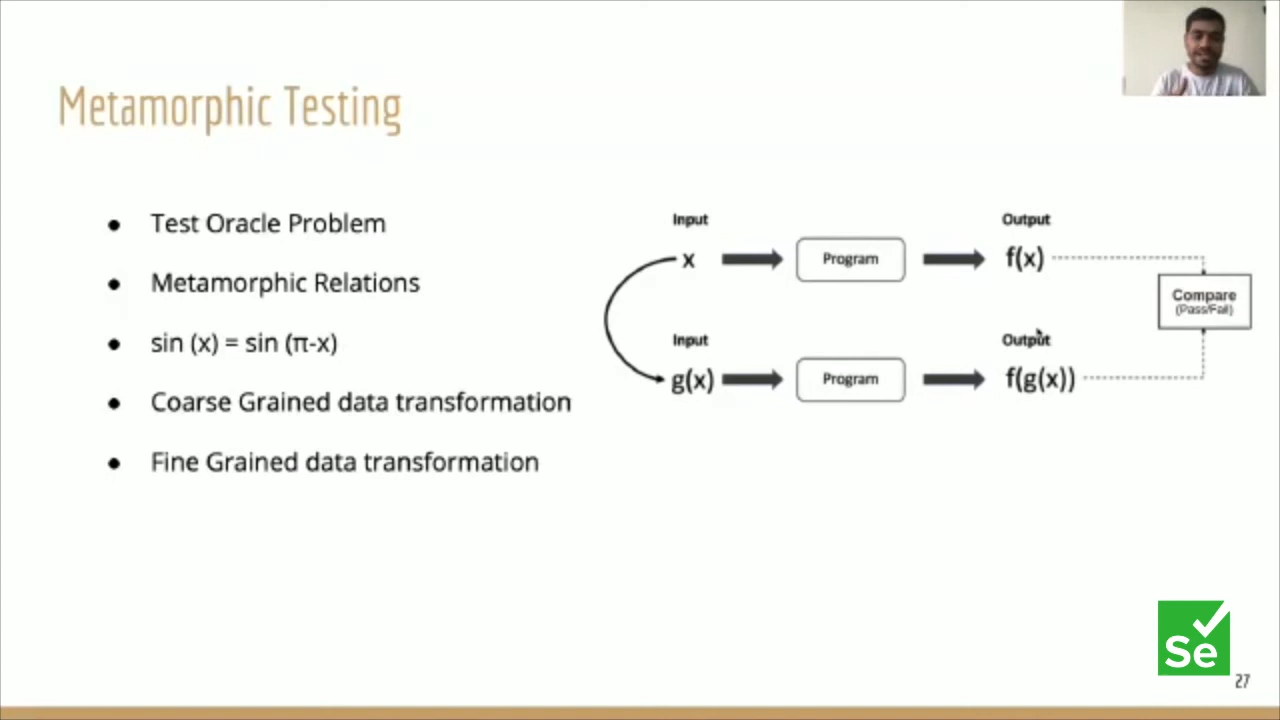 Metamorphic Testing
● Test Oracle Problem
● Metamorphic Relations
● sin (x) = sin (π-x)
● Coarse Grained data transformation
● Fine Grained data transformation
Input Output
x Program f(x)
Compare
(Pass/Fail)
Input Output
g(x) Program f(g(x))
Se
27